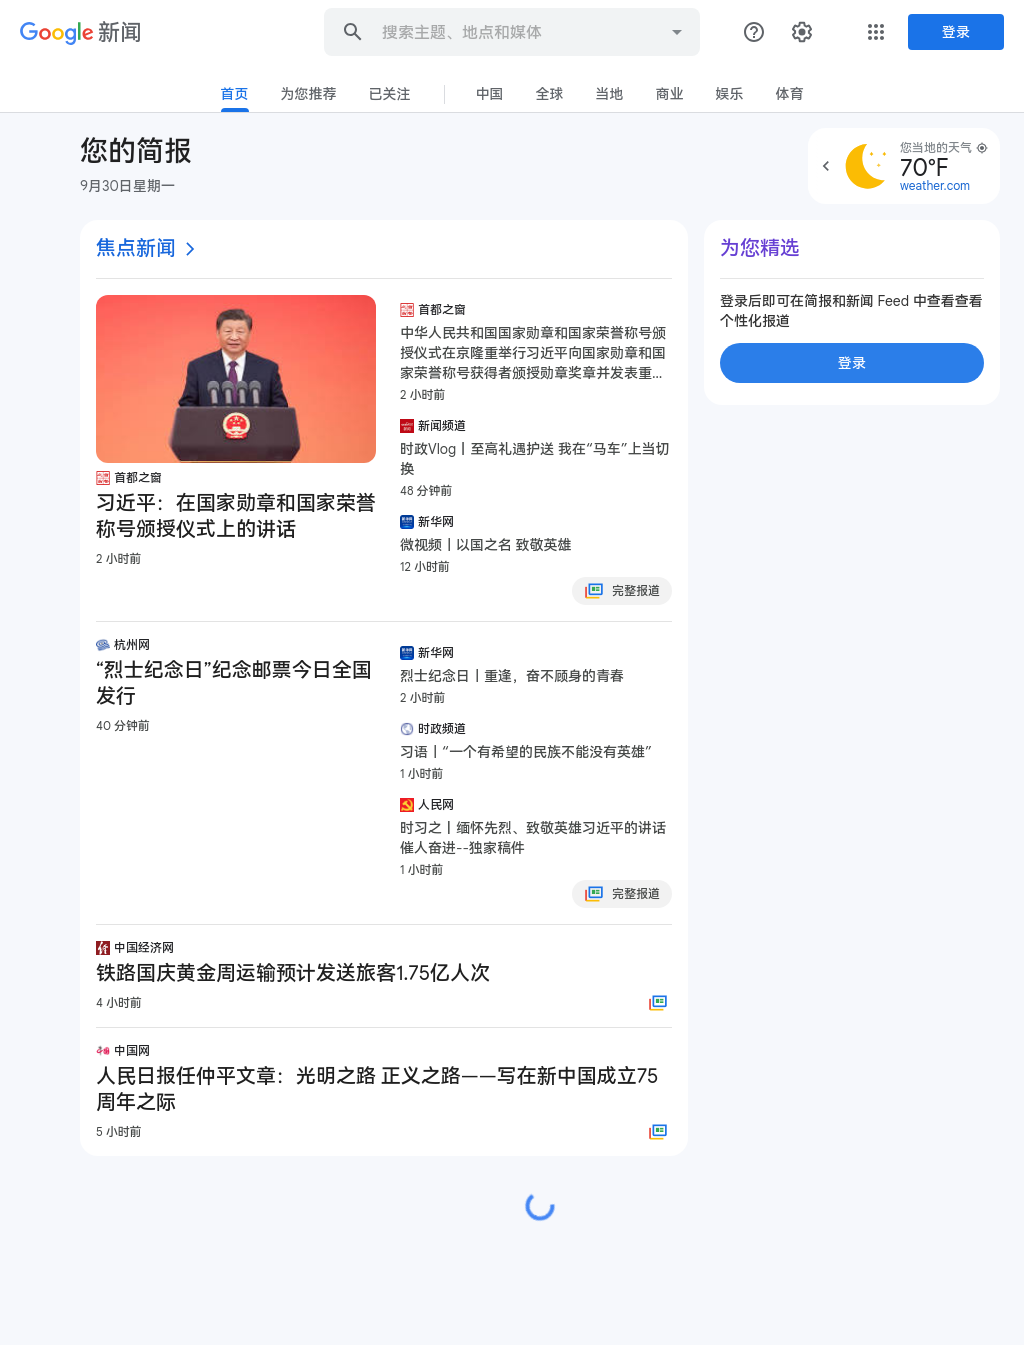 Google 新闻
搜索主题、地点和媒体
登录
首页
为您推荐
已关注
中国
全球
当地
商业
娱乐
体育
您的简报
9月30日星期一
您当地的天气
70°F
weather.com
焦点新闻
首都之窗
习近平：在国家勋章和国家荣誉
称号颁授仪式上的讲话
2 小时前
首都之窗
中华人民共和国国家勋章和国家荣誉称号颁
授仪式在京隆重举行习近平向国家勋章和国
家荣誉称号获得者颁授勋章奖章并发表重...
2 小时前
新闻频道
时政Vlog丨至高礼遇护送 我在“马车”上当切
换
48 分钟前
新华网
微视频丨以国之名 致敬英雄
12 小时前
完整报道
杭州网
“烈士纪念日”纪念邮票今日全国
发行
40 分钟前
新华网
烈士纪念日丨重逢，奋不顾身的青春
2 小时前
时政频道
习语丨“一个有希望的民族不能没有英雄”
1 小时前
人民网
时习之丨缅怀先烈、致敬英雄习近平的讲话
催人奋进--独家稿件
1 小时前
完整报道
中国经济网
铁路国庆黄金周运输预计发送旅客1.75亿人次
4 小时前
中国网
人民日报任仲平文章：光明之路 正义之路——写在新中国成立75
周年之际
5 小时前
为您精选
登录后即可在简报和新闻 Feed 中查看查看
个性化报道
登录